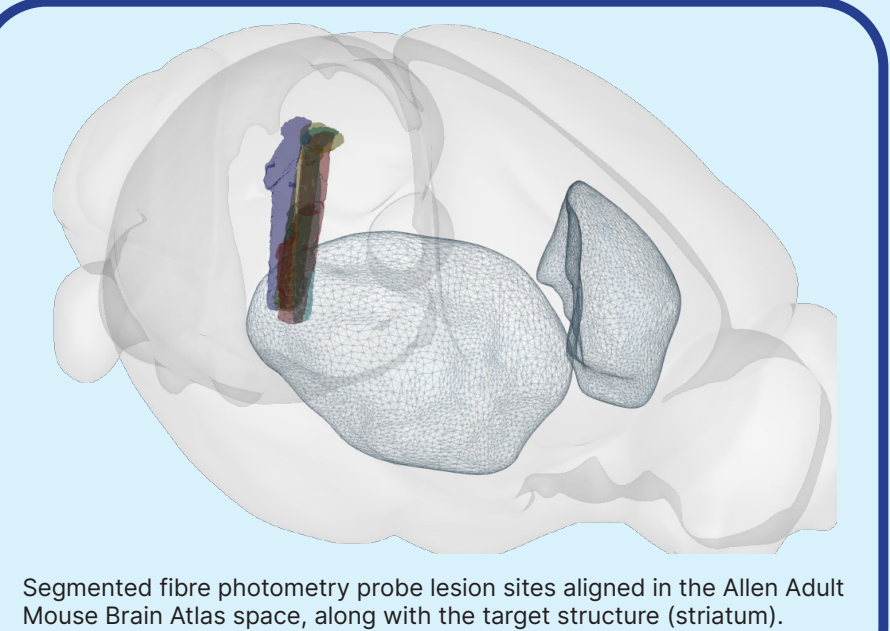 Segmented fibre photometry probe lesion sites aligned in the Allen Adult
Mouse Brain Atlas space, along with the target structure (striatum).